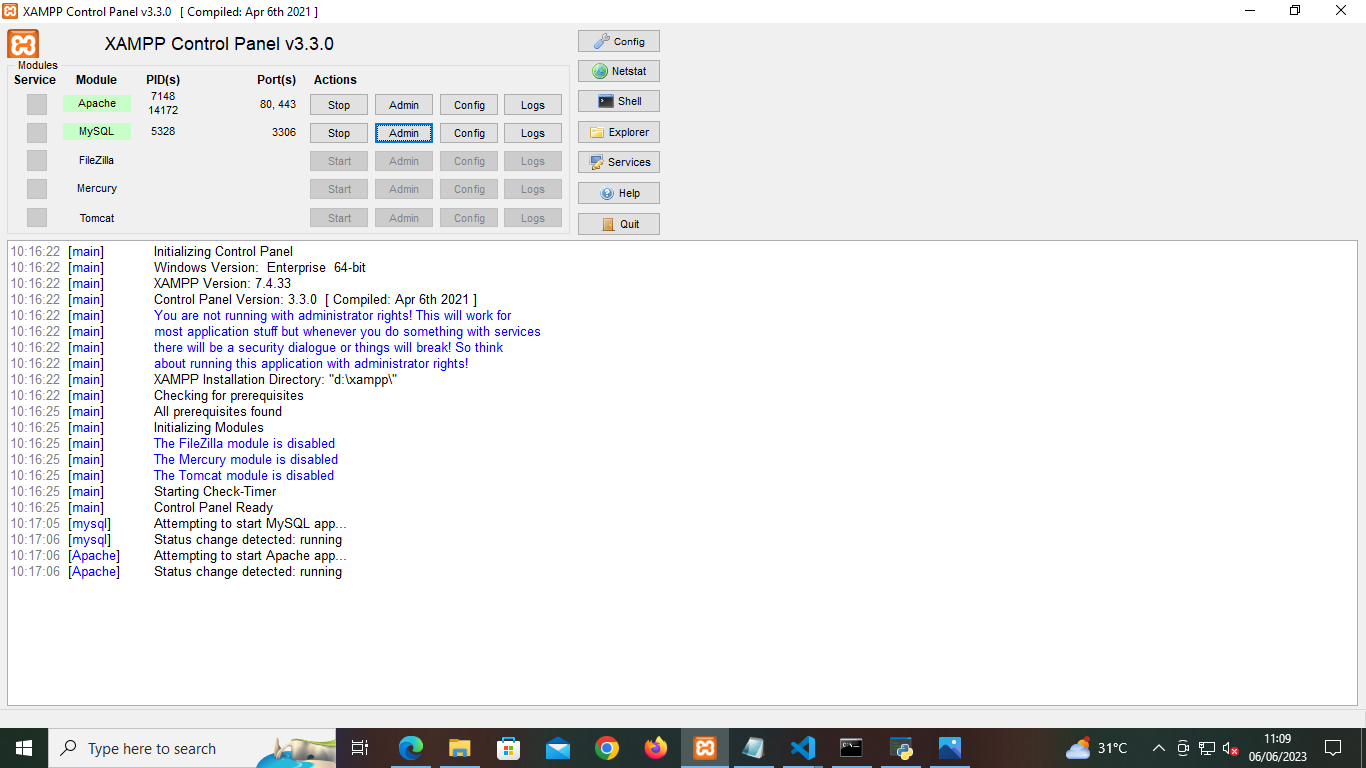 XAMPP Control Panel v3.3.0 [ Compiled: Apr 6th 2021 ]
XAMPP Control Panel v3.3.0
Config
Modules
Service Module PID(s) Port(s) Actions
Netstat
Apache 7148 14172 80, 443 Stop Admin Config Logs
Shell
MySQL 5328 3306 Stop Admin Config Logs
Explorer
FileZilla Start Admin Config Logs
Services
Mercury Start Admin Config Logs
Help
Tomcat Start Admin Config Logs
Quit
10:16:22 [main] Initializing Control Panel
10:16:22 [main] Windows Version: Enterprise 64-bit
10:16:22 [main] XAMPP Version: 7.4.33
10:16:22 [main] Control Panel Version: 3.3.0 [ Compiled: Apr 6th 2021 ]
10:16:22 [main] You are not running with administrator rights! This will work for
10:16:22 [main] most application stuff but whenever you do something with services
10:16:22 [main] there will be a security dialogue or things will break! So think
10:16:22 [main] about running this application with administrator rights!
10:16:22 [main] XAMPP Installation Directory: "d:\xampp\"
10:16:22 [main] Checking for prerequisites
10:16:25 [main] All prerequisites found
10:16:25 [main] Initializing Modules
10:16:25 [main] The FileZilla module is disabled
10:16:25 [main] The Mercury module is disabled
10:16:25 [main] The Tomcat module is disabled
10:16:25 [main] Starting Check-Timer
10:16:25 [main] Control Panel Ready
10:17:05 [mysql] Attempting to start MySQL app...
10:17:06 [mysql] Status change detected: running
10:17:06 [Apache] Attempting to start Apache app...
10:17:06 [Apache] Status change detected: running
Type here to search
31°C
11:09
06/06/2023